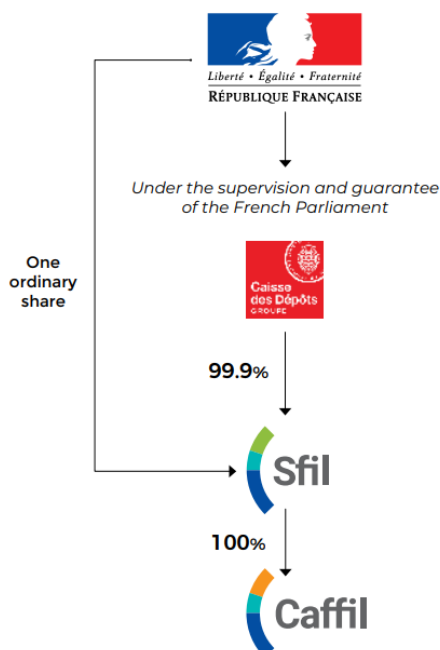 Liberté • Égalité • Fraternité
RÉPUBLIQUE FRANÇAISE
Under the supervision and guarantee
of the French Parliament
One
ordinary
share
Caisse
des Dépôts
GROUPE
99.9%
Sfil
100%
Caffil